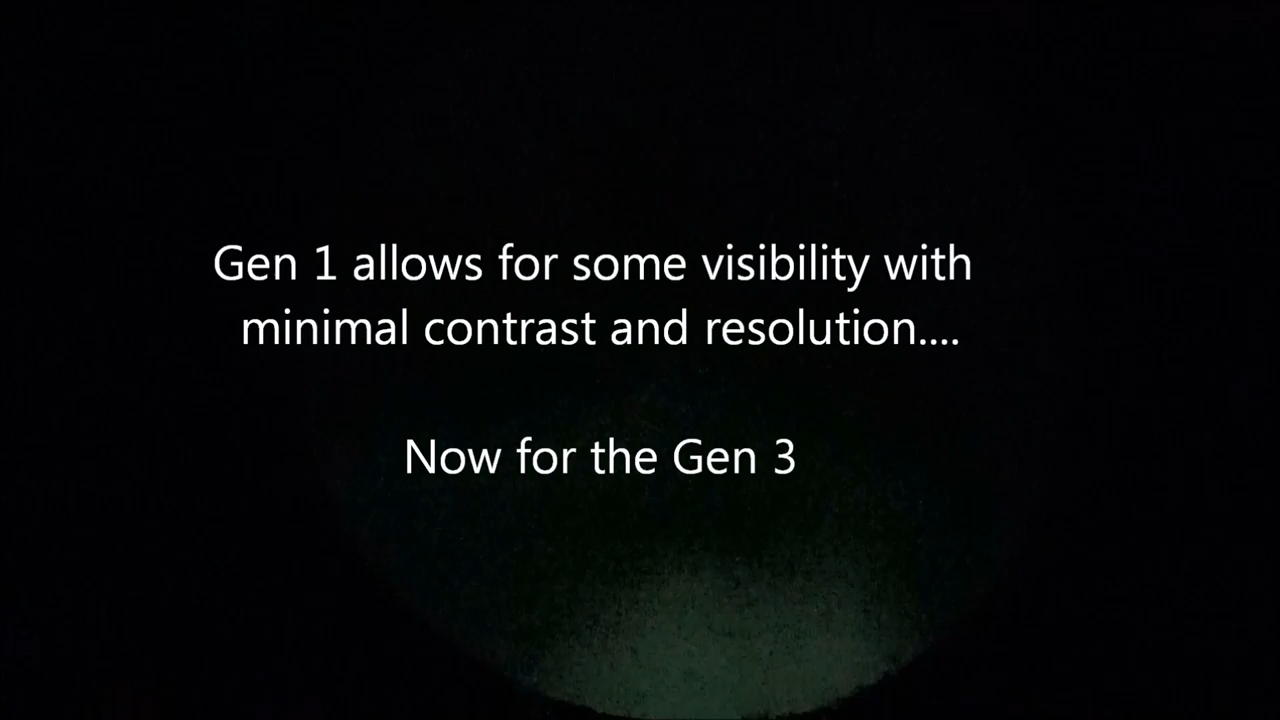 Gen 1 allows for some visibility with
minimal contrast and resolution....
Now for the Gen 3